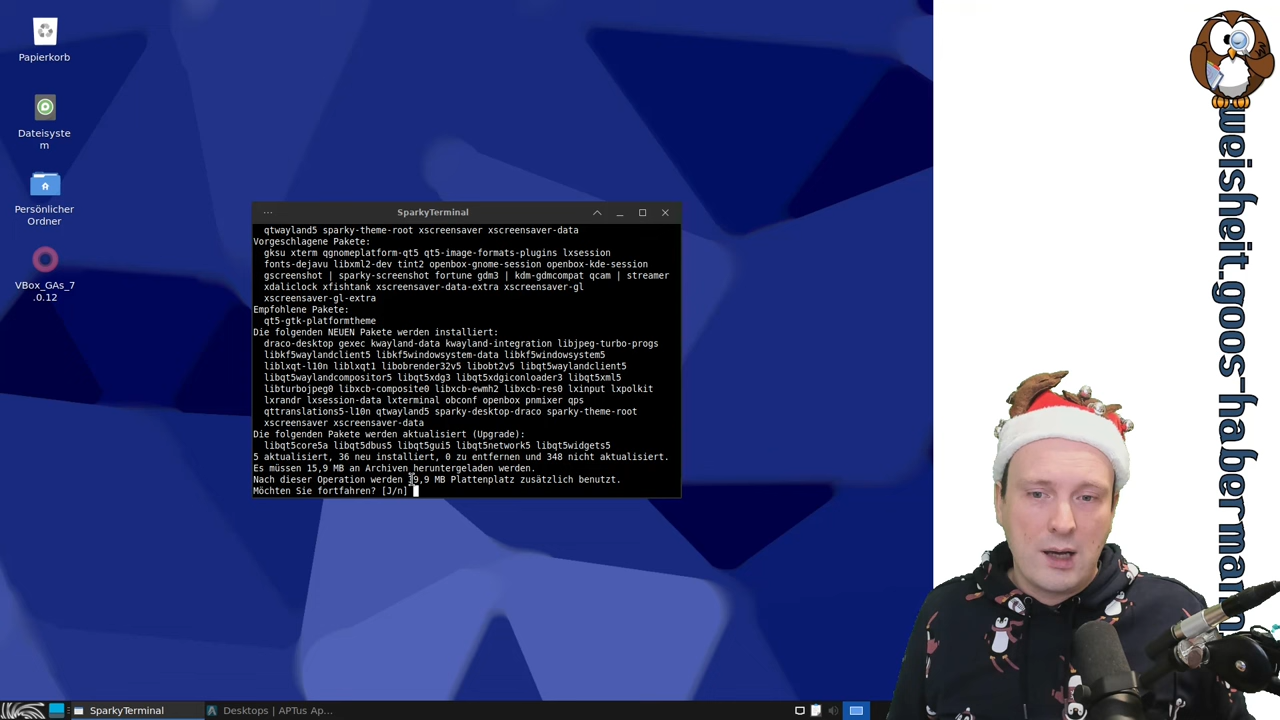 Papierkorb
Dateisyste
m
Persönlicher
Ordner
VBox_GAs_7
.0.12
SparkyTerminal
qtwayland5 sparky-theme-root xscreensaver xscreensaver-data
Vorgeschlagene Pakete:
gksu xterm qgnomeplatform-qt5 qt5-image-formats-plugins lxsession
fonts-dejavu libxml2-dev tint2 openbox-gnome-session openbox-kde-session
gscreenshot | sparky-screenshot fortune gdm3 | kdm-gdmcompat qcam | streamer
xdaliclock xfishtank xscreensaver-data-extra xscreensaver-gl
xscreensaver-gl-extra
Empfohlene Pakete:
qt5-gtk-platformtheme
Die folgenden NEUEN Pakete werden installiert:
draco-desktop gexec kwayland-data kwayland-integration libjpeg-turbo-progs
libkf5waylandclient5 libkf5windowsystem-data libkf5windowsystem5
liblxqt-l10n liblxqt1 libobrender32v5 libobt2v5 libqt5waylandclient5
libqt5waylandcompositor5 libqt5xdg3 libqt5xdgiconloader3 libqt5xml5
libturbojpeg0 libxcb-composite0 libxcb-ewmh2 libxcb-res0 lxinput lxpolkit
lxrandr lxsession-data lxterminal obconf openbox pnmixer qps
qttranslations5-l10n qtwayland5 sparky-desktop-draco sparky-theme-root
xscreensaver xscreensaver-data
Die folgenden Pakete werden aktualisiert (Upgrade):
libqt5core5a libqt5dbus5 libqt5gui5 libqt5network5 libqt5widgets5
5 aktualisiert, 36 neu installiert, 0 zu entfernen und 348 nicht aktualisiert.
Es müssen 15,9 MB an Archiven heruntergeladen werden.
Nach dieser Operation werden 9,9 MB Plattenplatz zusätzlich benutzt.
Möchten Sie fortfahren? [J/n]
SparkyTerminal
Desktops | APTus Ap...
weisheit.goos-habermann